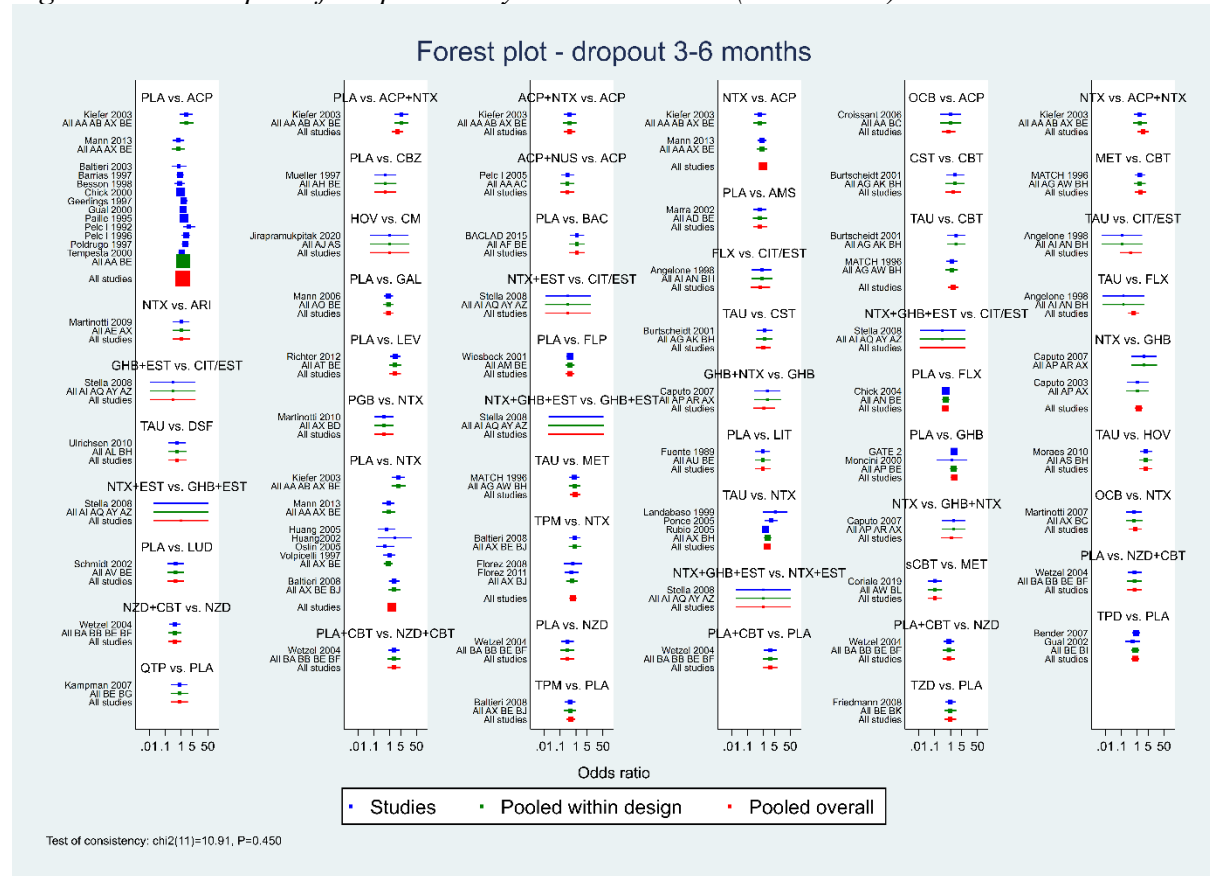 Forest plot - dropout 3-6 months
PLA vs. ACP
Kiefer 2003
All AA AB AX BE
Mann 2013
All AA AX BE
Baltieri 2003
Barrias 1997
Besson 1998
Chick 2000
Geerlings 1997
Gual 2000
Paille 1995
Pelc I 1992
Pelc I 1996
Poldrugo 1997
Tempesta 2000
All AA BE
All studies
NTX vs. ARI
Martinotti 2009
All AE AX
All studies
GHB+EST vs. CIT/EST
Stella 2008
All AI AQ AY AZ
All studies
TAU vs. DSF
Ulrichsen 2010
All AL BH
All studies
NTX+EST vs. GHB+EST
Stella 2008
All AI AQ AY AZ
All studies
PLA vs. LUD
Schmidt 2002
All AV BE
All studies
NZD+CBT vs. NZD
Wetzel 2004
All BA BB BE BF
All studies
QTP vs. PLA
Kampman 2007
All BE BG
All studies
.01 .1 1 5 50
PLA vs. ACP+NTX
Kiefer 2003
All AA AB AX BE
All studies
PLA vs. CBZ
Mueller 1997
All AH BE
All studies
HOV vs. CM
Jirapramukpitak 2020
All AJ AS
All studies
PLA vs. GAL
Mann 2006
All AO BE
All studies
PLA vs. LEV
Richter 2012
All AT BE
All studies
PGB vs. NTX
Martinotti 2010
All AX BD
All studies
PLA vs. NTX
Kiefer 2003
All AA AB AX BE
Mann 2013
All AA AX BE
Huang 2005
Huang2002
Oslin 2005
Volpicelli 1997
All AX BE
Baltieri 2008
All AX BE BJ
All studies
PLA+CBT vs. NZD+CBT
Wetzel 2004
All BA BB BE BF
All studies
.01 .1 1 5 50
ACP+NTX vs. ACP
Kiefer 2003
All AA AB AX BE
All studies
ACP+NUS vs. ACP
Pelc I 2005
All AA AC
All studies
PLA vs. BAC
BACLAD 2015
All AF BE
All studies
NTX+EST vs. CIT/EST
Stella 2008
All AI AQ AY AZ
All studies
PLA vs. FLP
Wiesbock 2001
All AM BE
All studies
NTX+GHB+EST vs. GHB+EST
Stella 2008
All AI AQ AY AZ
All studies
TAU vs. MET
MATCH 1996
All AG AW BH
All studies
TPM vs. NTX
Baltieri 2008
All AX BE BJ
Florez 2008
Florez 2011
All AX BJ
All studies
PLA vs. NZD
Wetzel 2004
All BA BB BE BF
All studies
TPM vs. PLA
Baltieri 2008
All AX BE BJ
All studies
.01 .1 1 5 50
NTX vs. ACP
Kiefer 2003
All AA AB AX BE
Mann 2013
All AA AX BE
All studies
PLA vs. AMS
Marra 2002
All AD BE
All studies
FLX vs. CIT/EST
Angelone 1998
All AI AN BH
All studies
TAU vs. CST
Burtscheidt 2001
All AG AK BH
All studies
GHB+NTX vs. GHB
Caputo 2007
All AP AR AX
All studies
PLA vs. LIT
Fuente 1989
All AU BE
All studies
TAU vs. NTX
Landabaso 1999
Ponce 2005
Rubio 2005
All AX BH
All studies
NTX+GHB+EST vs. NTX+EST
Stella 2008
All AI AQ AY AZ
All studies
PLA+CBT vs. PLA
Wetzel 2004
All BA BB BE BF
All studies
.01 .1 1 5 50
OCB vs. ACP
Croissant 2006
All AA BC
All studies
CST vs. CBT
Burtscheidt 2001
All AG AK BH
All studies
TAU vs. CBT
Burtscheidt 2001
All AG AK BH
MATCH 1996
All AG AW BH
All studies
NTX+GHB+EST vs. CIT/EST
Stella 2008
All AI AQ AY AZ
All studies
PLA vs. FLX
Chick 2004
All AN BE
All studies
PLA vs. GHB
GATE 2
Moncini 2000
All AP BE
All studies
NTX vs. GHB+NTX
Caputo 2007
All AP AR AX
All studies
sCBT vs. MET
Coriale 2019
All AW BL
All studies
PLA+CBT vs. NZD
Wetzel 2004
All BA BB BE BF
All studies
TZD vs. PLA
Friedmann 2008
All BE BK
All studies
.01 .1 1 5 50
NTX vs. ACP+NTX
Kiefer 2003
All AA AB AX BE
All studies
MET vs. CBT
MATCH 1996
All AG AW BH
All studies
TAU vs. CIT/EST
Angelone 1998
All AI AN BH
All studies
TAU vs. FLX
Angelone 1998
All AI AN BH
All studies
NTX vs. GHB
Caputo 2007
All AP AR AX
Caputo 2003
All AP AX
All studies
TAU vs. HOV
Moraes 2010
All AS BH
All studies
OCB vs. NTX
Martinotti 2007
All AX BC
All studies
PLA vs. NZD+CBT
Wetzel 2004
All BA BB BE BF
All studies
TPD vs. PLA
Bender 2007
Gual 2002
All BE BI
All studies
.01 .1 1 5 50
Odds ratio
Studies Pooled within design Pooled overall
Test of consistency: chi2(11)=10.91, P=0.450